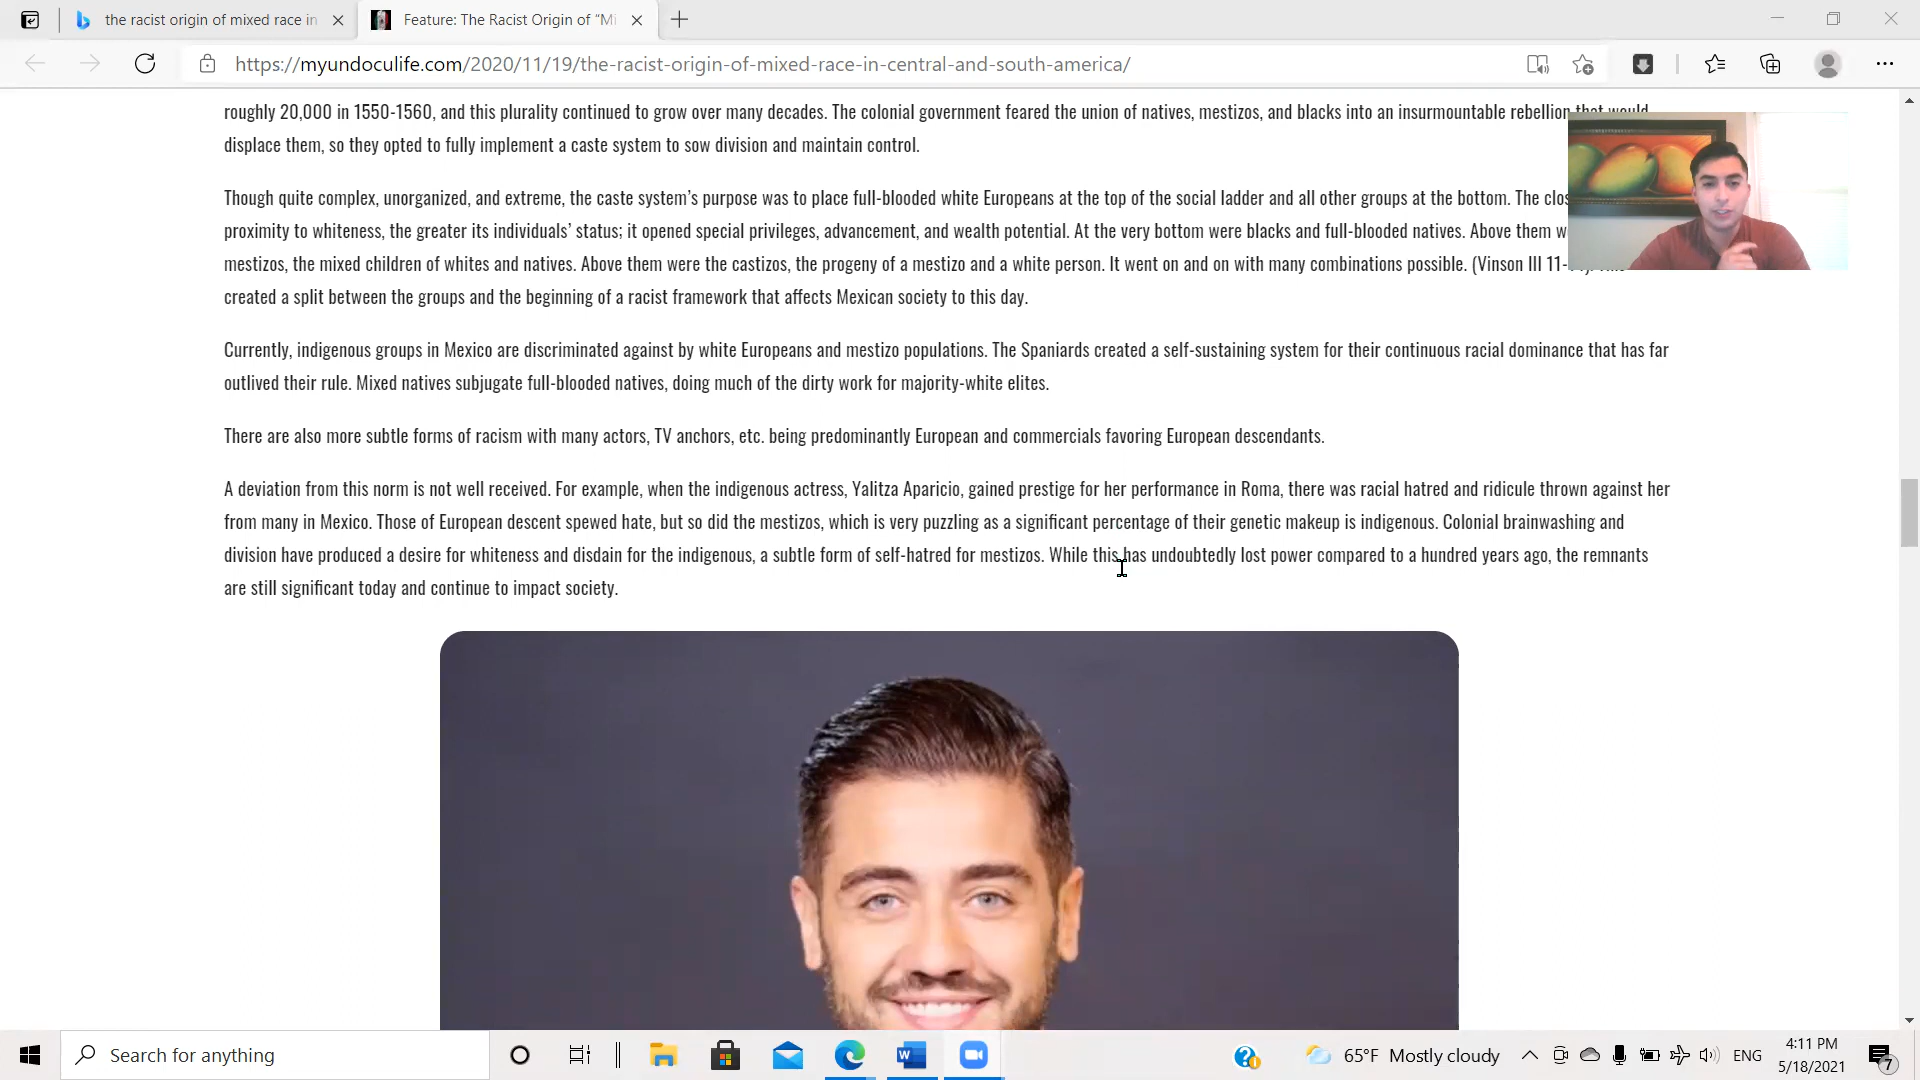 the racist origin of mixed race in
Feature: The Racist Origin of “Mi
https://myundoculife.com/2020/11/19/the-racist-origin-of-mixed-race-in-central-and-south-america/
roughly 20,000 in 1550-1560, and this plurality continued to grow over many decades. The colonial government feared the union of natives, mestizos, and blacks into an insurmountable rebellion that would
displace them, so they opted to fully implement a caste system to sow division and maintain control.
Though quite complex, unorganized, and extreme, the caste system’s purpose was to place full-blooded white Europeans at the top of the social ladder and all other groups at the bottom. The clos
proximity to whiteness, the greater its individuals’ status; it opened special privileges, advancement, and wealth potential. At the very bottom were blacks and full-blooded natives. Above them w
mestizos, the mixed children of whites and natives. Above them were the castizos, the progeny of a mestizo and a white person. It went on and on with many combinations possible. (Vinson III 11-
created a split between the groups and the beginning of a racist framework that affects Mexican society to this day.
Currently, indigenous groups in Mexico are discriminated against by white Europeans and mestizo populations. The Spaniards created a self-sustaining system for their continuous racial dominance that has far
outlived their rule. Mixed natives subjugate full-blooded natives, doing much of the dirty work for majority-white elites.
There are also more subtle forms of racism with many actors, TV anchors, etc. being predominantly European and commercials favoring European descendants.
A deviation from this norm is not well received. For example, when the indigenous actress, Yalitza Aparicio, gained prestige for her performance in Roma, there was racial hatred and ridicule thrown against her
from many in Mexico. Those of European descent spewed hate, but so did the mestizos, which is very puzzling as a significant percentage of their genetic makeup is indigenous. Colonial brainwashing and
division have produced a desire for whiteness and disdain for the indigenous, a subtle form of self-hatred for mestizos. While this has undoubtedly lost power compared to a hundred years ago, the remnants
are still significant today and continue to impact society.
Search for anything
65°F Mostly cloudy
ENG
4:11 PM
5/18/2021
7